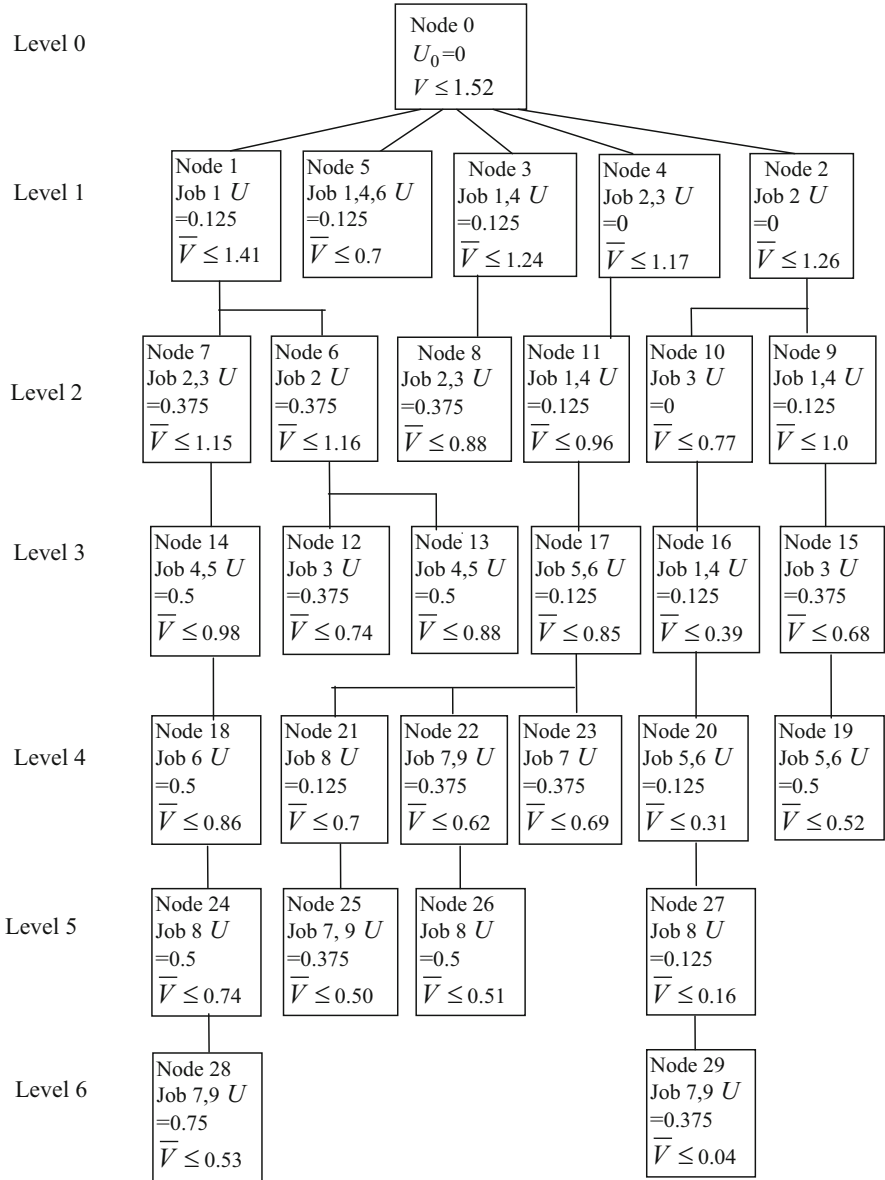 Level 0
Node 0
U₀=0
V ≤ 1.52
Level 1
Node 1
Job 1 U
=0.125
V̅ ≤ 1.41
Node 5
Job 1,4,6 U
=0.125
V̅ ≤ 0.7
Node 3
Job 1,4 U
=0.125
V̅ ≤ 1.24
Node 4
Job 2,3 U
=0
V̅ ≤ 1.17
Node 2
Job 2 U
=0
V̅ ≤ 1.26
Level 2
Node 7
Job 2,3 U
=0.375
V̅ ≤ 1.15
Node 6
Job 2 U
=0.375
V̅ ≤ 1.16
Node 8
Job 2,3 U
=0.375
V̅ ≤ 0.88
Node 11
Job 1,4 U
=0.125
V̅ ≤ 0.96
Node 10
Job 3 U
=0
V̅ ≤ 0.77
Node 9
Job 1,4 U
=0.125
V̅ ≤ 1.0
Level 3
Node 14
Job 4,5 U
=0.5
V̅ ≤ 0.98
Node 12
Job 3 U
=0.375
V̅ ≤ 0.74
Node 13
Job 4,5 U
=0.5
V̅ ≤ 0.88
Node 17
Job 5,6 U
=0.125
V̅ ≤ 0.85
Node 16
Job 1,4 U
=0.125
V̅ ≤ 0.39
Node 15
Job 3 U
=0.375
V̅ ≤ 0.68
Level 4
Node 18
Job 6 U
=0.5
V̅ ≤ 0.86
Node 21
Job 8 U
=0.125
V̅ ≤ 0.7
Node 22
Job 7,9 U
=0.375
V̅ ≤ 0.62
Node 23
Job 7 U
=0.375
V̅ ≤ 0.69
Node 20
Job 5,6 U
=0.125
V̅ ≤ 0.31
Node 19
Job 5,6 U
=0.5
V̅ ≤ 0.52
Level 5
Node 24
Job 8 U
=0.5
V̅ ≤ 0.74
Node 25
Job 7, 9 U
=0.375
V̅ ≤ 0.50
Node 26
Job 8 U
=0.5
V̅ ≤ 0.51
Node 27
Job 8 U
=0.125
V̅ ≤ 0.16
Level 6
Node 28
Job 7,9 U
=0.75
V̅ ≤ 0.53
Node 29
Job 7,9 U
=0.375
V̅ ≤ 0.04